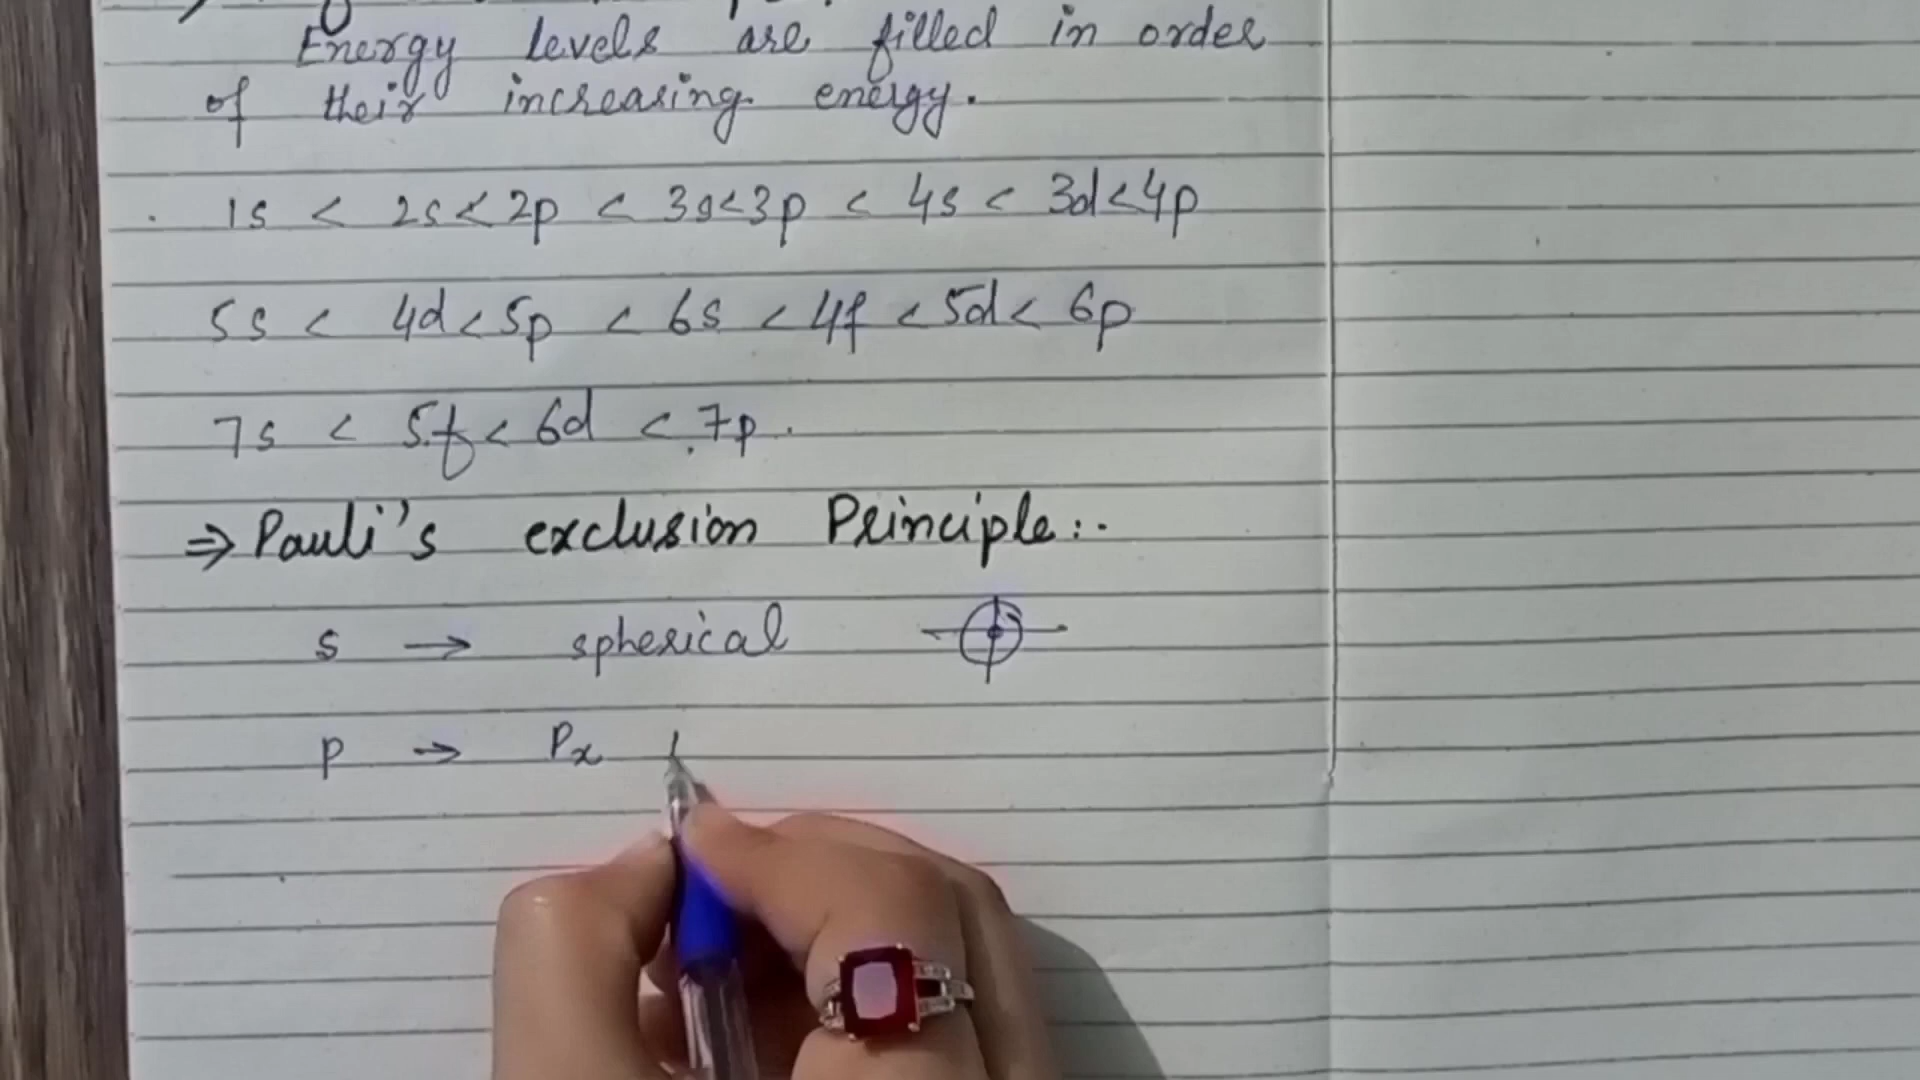 Energy levels are filled in order
of their increasing energy.
1s < 2s < 2p < 3s < 3p < 4s < 3d < 4p
5s < 4d < 5p < 6s < 4f < 5d < 6p
7s < 5f < 6d < 7p.
⇒ Pauli's exclusion Principle:-
s → spherical
p → Px